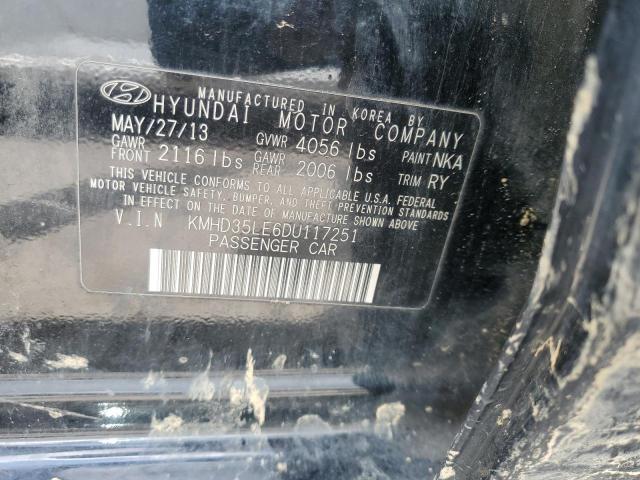 MANUFACTURED IN KOREA BY
HYUNDAI MOTOR COMPANY
MAY/27/13 GVWR 4056 lbs PAINT NKA
GAWR FRONT 2116 lbs GAWR REAR 2006 lbs TRIM RY
THIS VEHICLE CONFORMS TO ALL APPLICABLE U.S.A. FEDERAL
MOTOR VEHICLE SAFETY, BUMPER, AND THEFT PREVENTION STANDARDS
IN EFFECT ON THE DATE OF MANUFACTURE SHOWN ABOVE
V.I.N KMHD35LE6DU117251
PASSENGER CAR